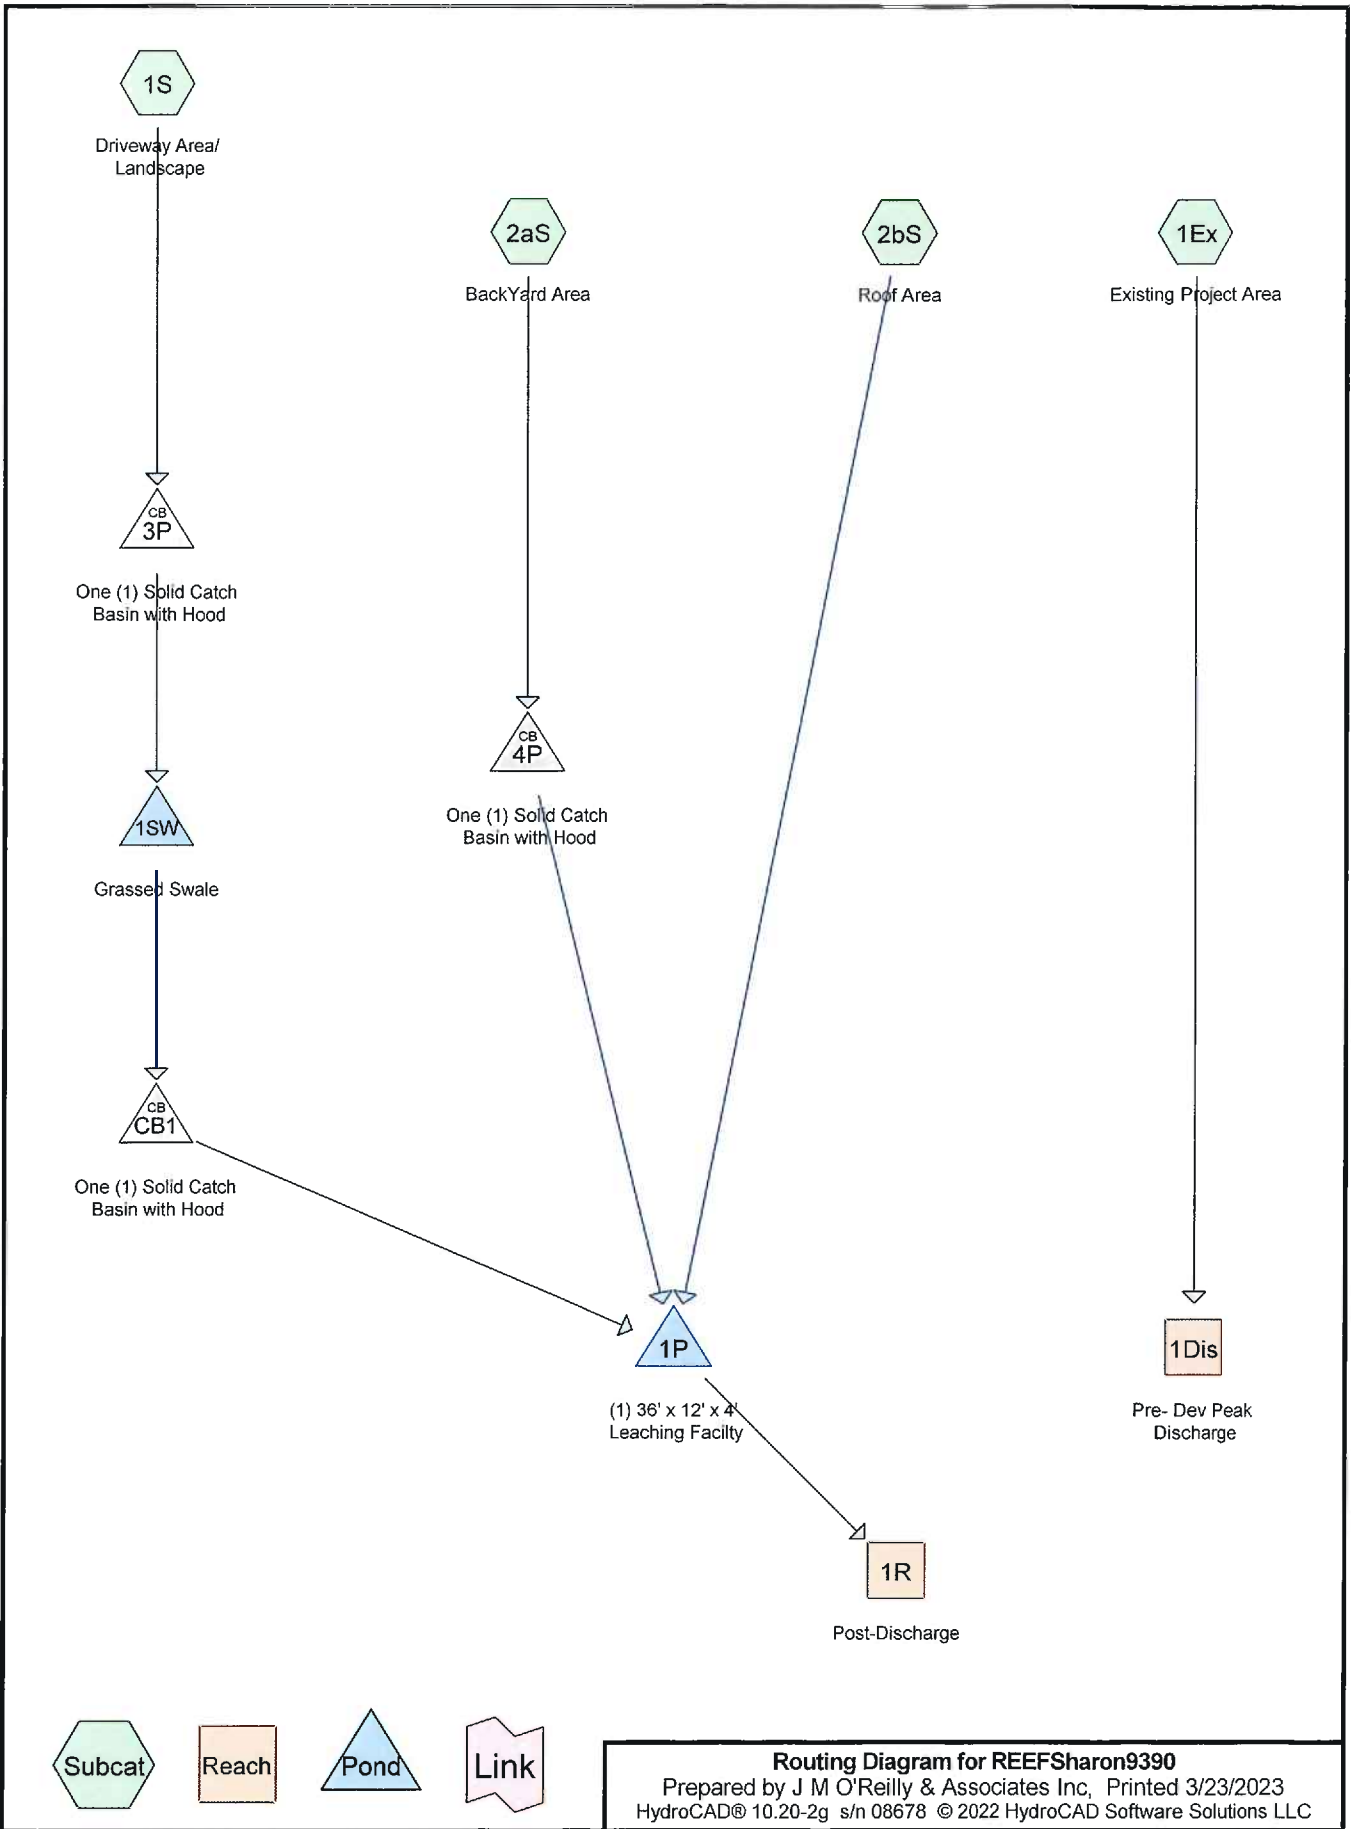 1S
Driveway Area/
Landscape
2aS
BackYard Area
2bS
Roof Area
1Ex
Existing Project Area
CB
3P
One (1) Solid Catch
Basin with Hood
CB
4P
One (1) Solid Catch
Basin with Hood
1SW
Grassed Swale
CB
CB1
One (1) Solid Catch
Basin with Hood
1P
(1) 36' x 12' x 4'
Leaching Facilty
1Dis
Pre- Dev Peak
Discharge
1R
Post-Discharge
Subcat
Reach
Pond
Link
Routing Diagram for REEFSharon9390
Prepared by J M O'Reilly & Associates Inc, Printed 3/23/2023
HydroCAD® 10.20-2g s/n 08678 © 2022 HydroCAD Software Solutions LLC